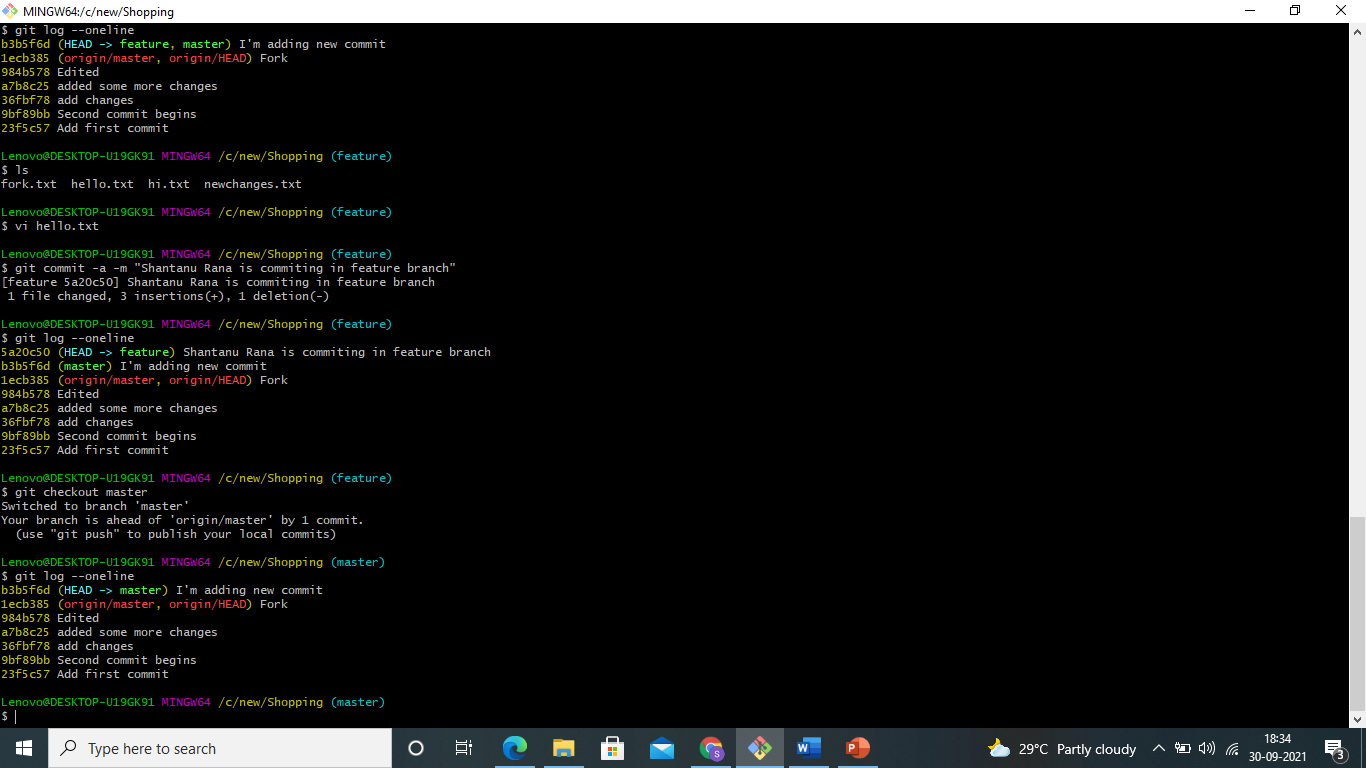 MINGW64:/c/new/Shopping
$ git log --oneline
b3b5f6d (HEAD -> feature, master) I'm adding new commit
1ecb385 (origin/master, origin/HEAD) Fork
984b578 Edited
a7b8c25 added some more changes
36fbf78 add changes
9bf89bb Second commit begins
23f5c57 Add first commit
Lenovo@DESKTOP-U19GK91 MINGW64 /c/new/Shopping (feature)
$ ls
fork.txt  hello.txt  hi.txt  newchanges.txt
Lenovo@DESKTOP-U19GK91 MINGW64 /c/new/Shopping (feature)
$ vi hello.txt
Lenovo@DESKTOP-U19GK91 MINGW64 /c/new/Shopping (feature)
$ git commit -a -m "Shantanu Rana is commiting in feature branch"
[feature 5a20c50] Shantanu Rana is commiting in feature branch
 1 file changed, 3 insertions(+), 1 deletion(-)
Lenovo@DESKTOP-U19GK91 MINGW64 /c/new/Shopping (feature)
$ git log --oneline
5a20c50 (HEAD -> feature) Shantanu Rana is commiting in feature branch
b3b5f6d (master) I'm adding new commit
1ecb385 (origin/master, origin/HEAD) Fork
984b578 Edited
a7b8c25 added some more changes
36fbf78 add changes
9bf89bb Second commit begins
23f5c57 Add first commit
Lenovo@DESKTOP-U19GK91 MINGW64 /c/new/Shopping (feature)
$ git checkout master
Switched to branch 'master'
Your branch is ahead of 'origin/master' by 1 commit.
  (use "git push" to publish your local commits)
Lenovo@DESKTOP-U19GK91 MINGW64 /c/new/Shopping (master)
$ git log --oneline
b3b5f6d (HEAD -> master) I'm adding new commit
1ecb385 (origin/master, origin/HEAD) Fork
984b578 Edited
a7b8c25 added some more changes
36fbf78 add changes
9bf89bb Second commit begins
23f5c57 Add first commit
Lenovo@DESKTOP-U19GK91 MINGW64 /c/new/Shopping (master)
$
Type here to search
S
W
P
29°C Partly cloudy
18:34
30-09-2021
3